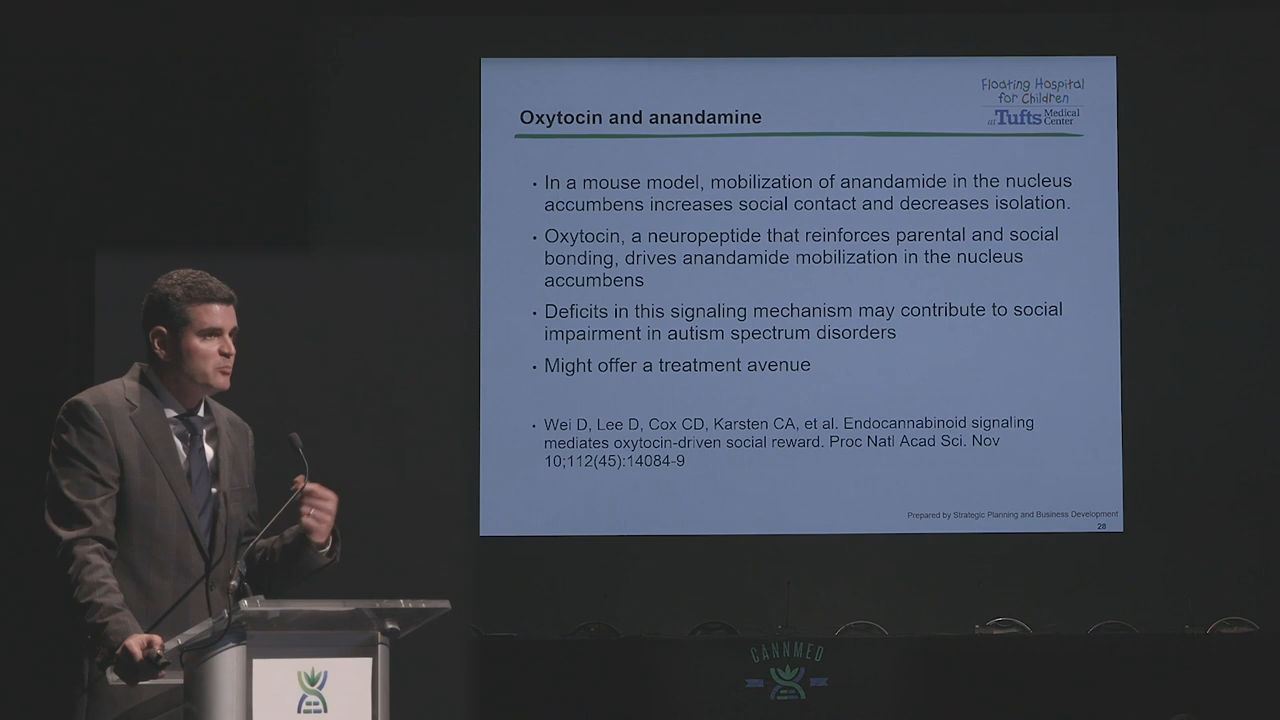 Floating Hospital
for Children
at Tufts Medical
Center
Oxytocin and anandamine
• In a mouse model, mobilization of anandamide in the nucleus
accumbens increases social contact and decreases isolation.
• Oxytocin, a neuropeptide that reinforces parental and social
bonding, drives anandamide mobilization in the nucleus
accumbens
• Deficits in this signaling mechanism may contribute to social
impairment in autism spectrum disorders
• Might offer a treatment avenue
• Wei D, Lee D, Cox CD, Karsten CA, et al. Endocannabinoid signaling
mediates oxytocin-driven social reward. Proc Natl Acad Sci. Nov
10;112(45):14084-9
Prepared by Strategic Planning and Business Development
28
CANNMED